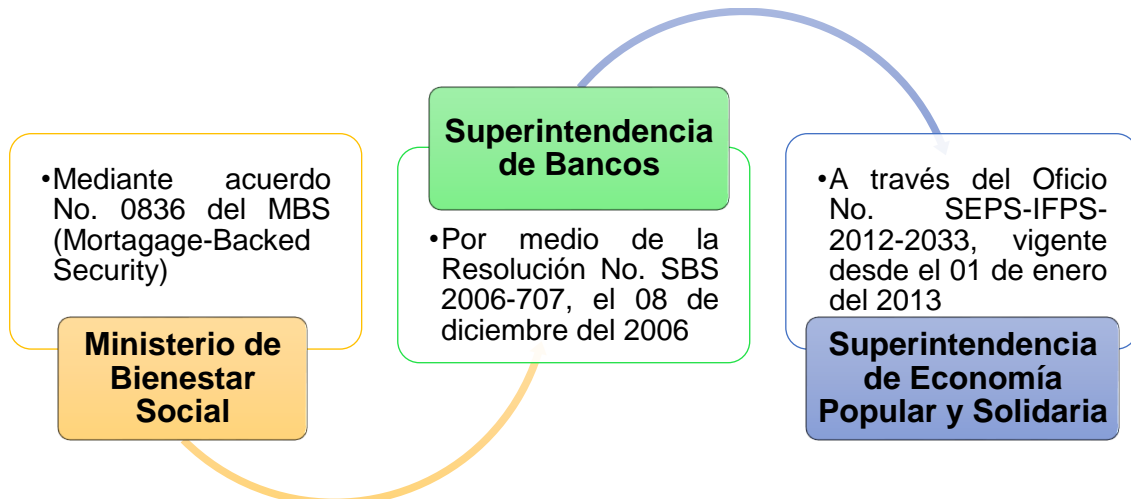 •Mediante acuerdo
No. 0836 del MBS
(Mortagage-Backed
Security)
Ministerio de
Bienestar
Social
Superintendencia
de Bancos
•Por medio de la
Resolución No. SBS
2006-707, el 08 de
diciembre del 2006
•A través del Oficio
No. SEPS-IFPS-
2012-2033, vigente
desde el 01 de enero
del 2013
Superintendencia
de Economía
Popular y Solidaria